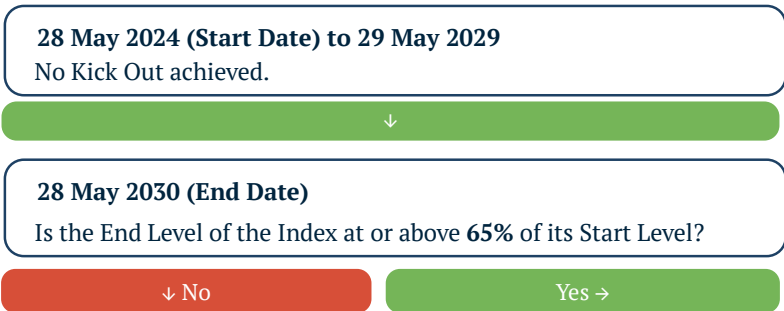 28 May 2024 (Start Date) to 29 May 2029
No Kick Out achieved.
↓
28 May 2030 (End Date)
Is the End Level of the Index at or above 65% of its Start Level?
↓ No
Yes →